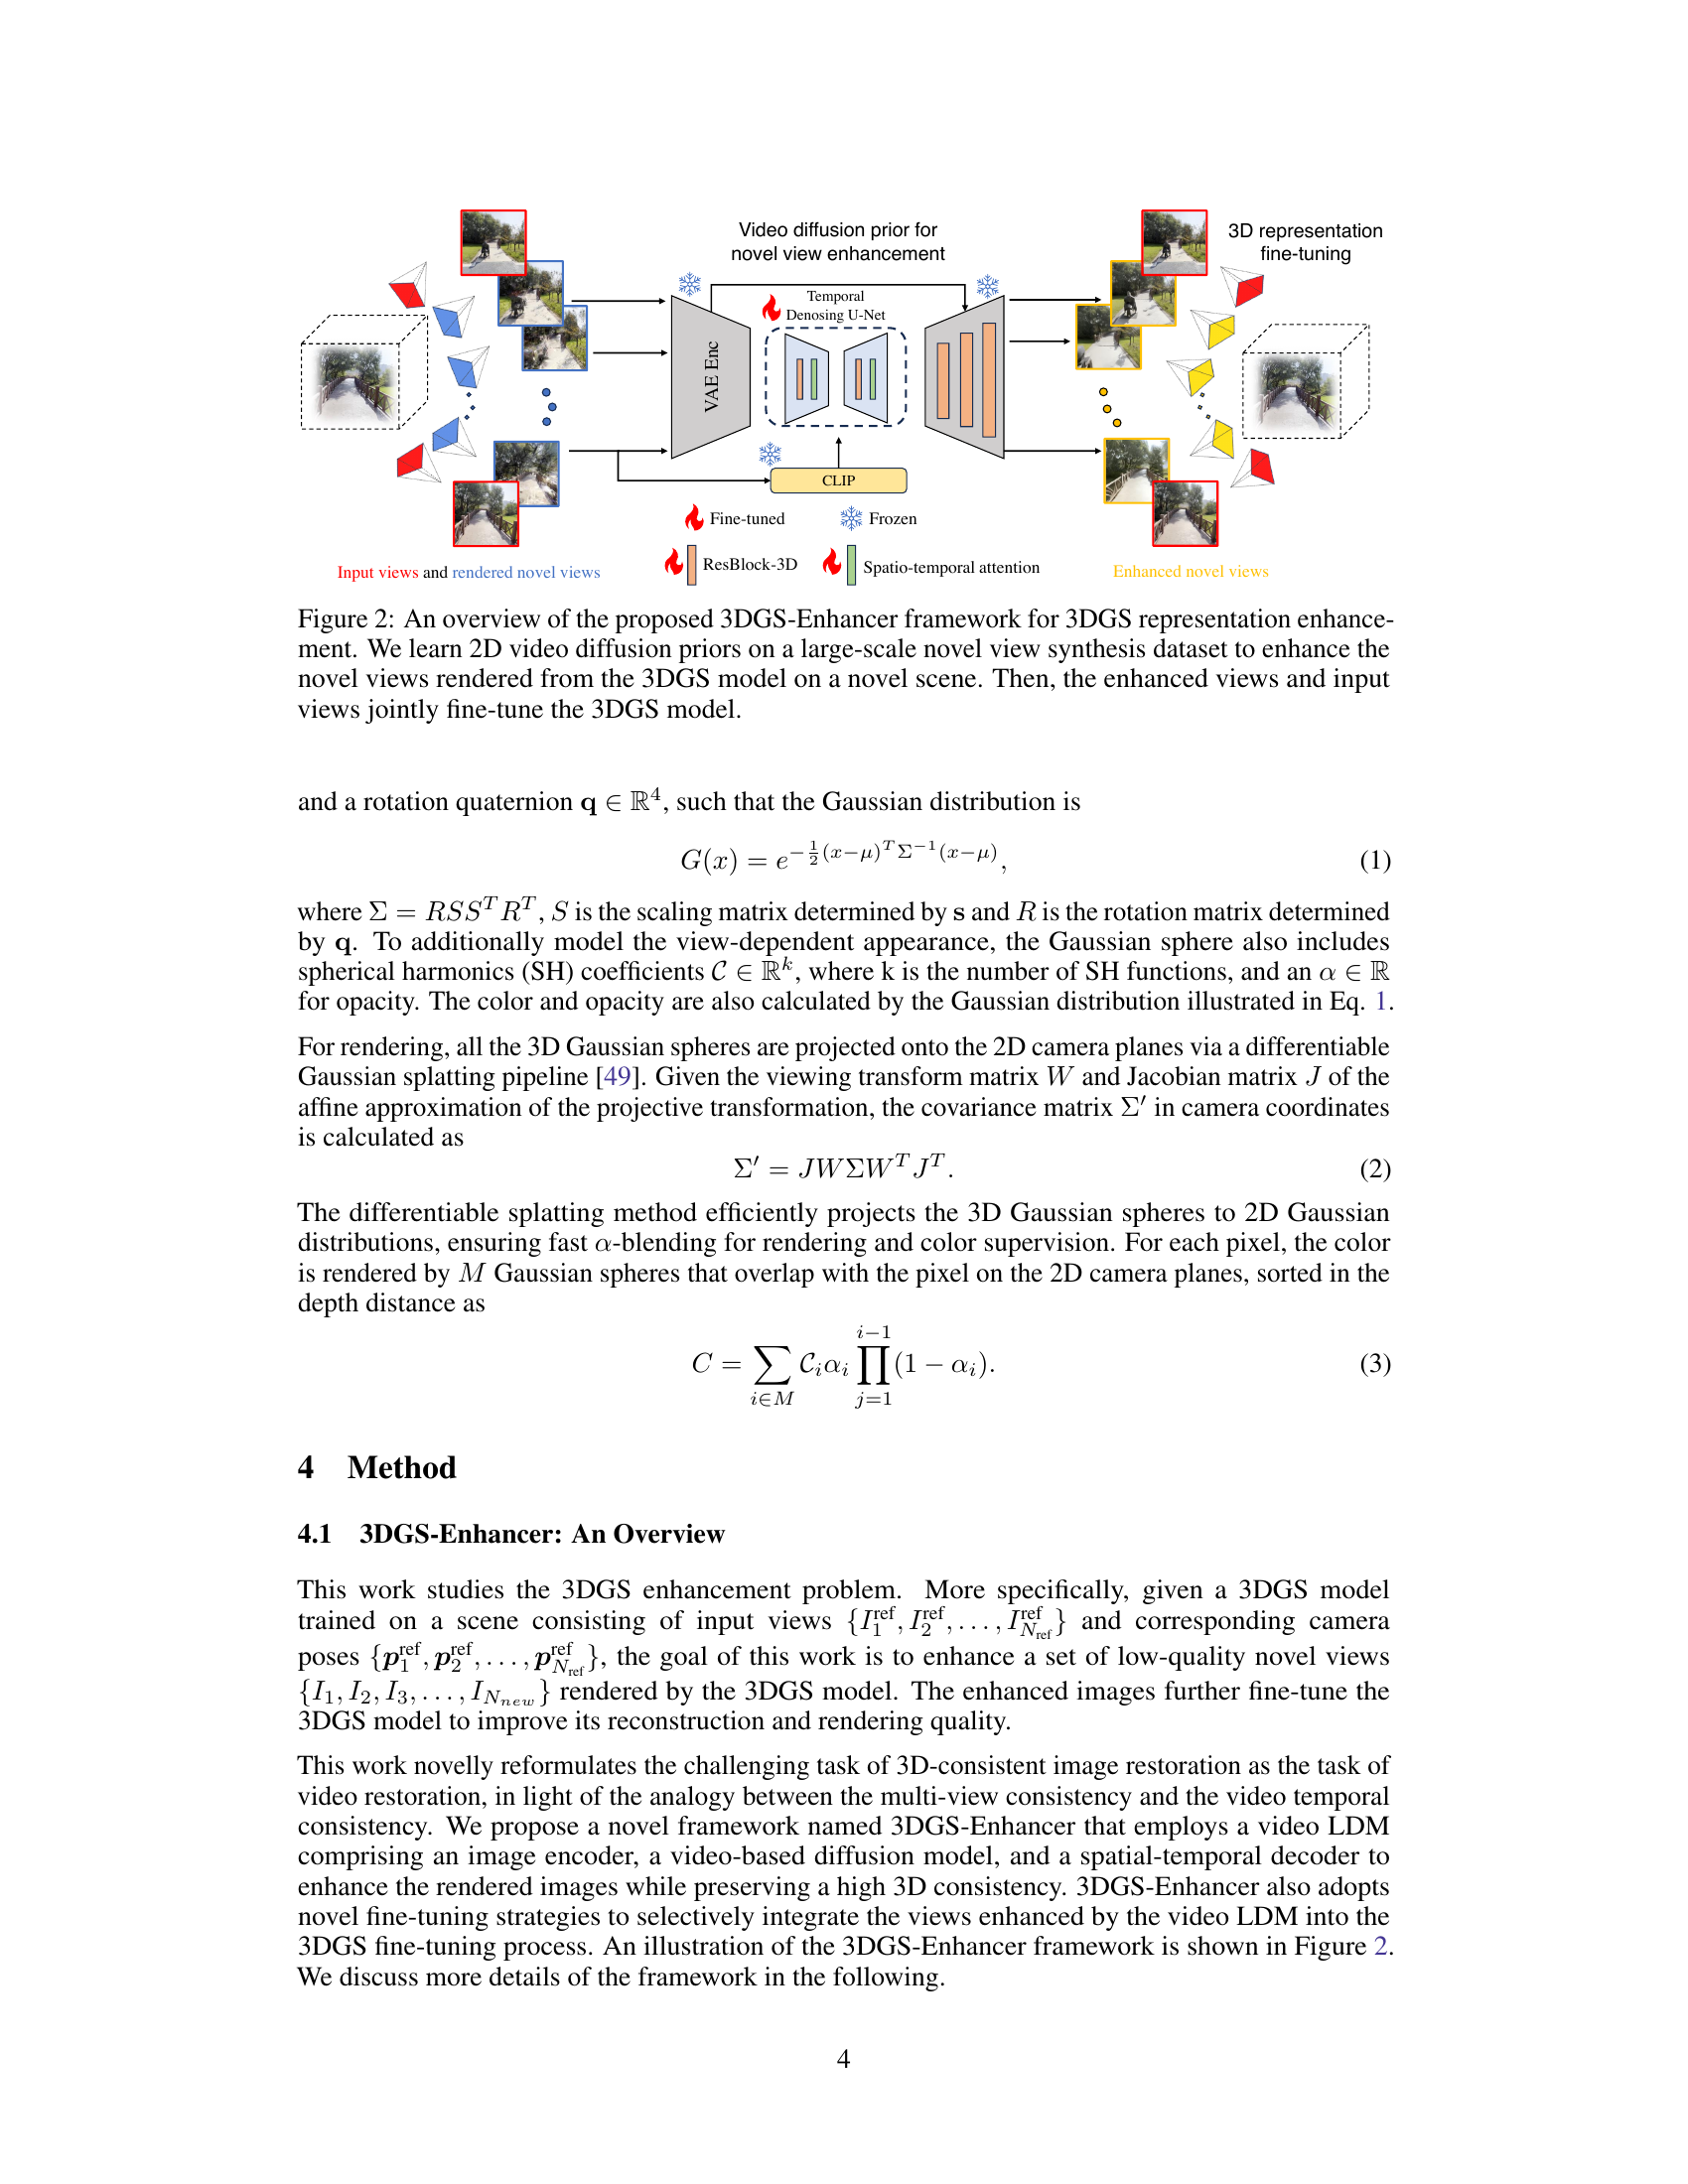 Video diffusion prior for
novel view enhancement
3D representation
fine-tuning
Temporal
Denosing U-Net
VAE Enc
CLIP
Fine-tuned
Frozen
ResBlock-3D
Spatio-temporal attention
Input views and rendered novel views
Enhanced novel views
Figure 2: An overview of the proposed 3DGS-Enhancer framework for 3DGS representation enhance-
ment. We learn 2D video diffusion priors on a large-scale novel view synthesis dataset to enhance the
novel views rendered from the 3DGS model on a novel scene. Then, the enhanced views and input
views jointly fine-tune the 3DGS model.
and a rotation quaternion $\mathbf{q} \in \mathbb{R}^4$, such that the Gaussian distribution is
$G(x) = e^{-\frac{1}{2}(x-\mu)^T \Sigma^{-1}(x-\mu)},$ (1)
where $\Sigma = RSS^TR^T$, $S$ is the scaling matrix determined by $\mathbf{s}$ and $R$ is the rotation matrix determined
by $\mathbf{q}$. To additionally model the view-dependent appearance, the Gaussian sphere also includes
spherical harmonics (SH) coefficients $\mathcal{C} \in \mathbb{R}^k$, where k is the number of SH functions, and an $\alpha \in \mathbb{R}$
for opacity. The color and opacity are also calculated by the Gaussian distribution illustrated in Eq. 1.
For rendering, all the 3D Gaussian spheres are projected onto the 2D camera planes via a differentiable
Gaussian splatting pipeline [49]. Given the viewing transform matrix $W$ and Jacobian matrix $J$ of the
affine approximation of the projective transformation, the covariance matrix $\Sigma'$ in camera coordinates
is calculated as
$\Sigma' = JW\Sigma W^TJ^T.$ (2)
The differentiable splatting method efficiently projects the 3D Gaussian spheres to 2D Gaussian
distributions, ensuring fast $\alpha$-blending for rendering and color supervision. For each pixel, the color
is rendered by $M$ Gaussian spheres that overlap with the pixel on the 2D camera planes, sorted in the
depth distance as
$C = \sum_{i \in M} \mathcal{C}_i \alpha_i \prod_{j=1}^{i-1} (1 - \alpha_i).$ (3)
4 Method
4.1 3DGS-Enhancer: An Overview
This work studies the 3DGS enhancement problem. More specifically, given a 3DGS model
trained on a scene consisting of input views $\{I_1^{\text{ref}}, I_2^{\text{ref}}, \ldots, I_{N_{\text{ref}}}^{\text{ref}}\}$ and corresponding camera
poses $\{\boldsymbol{p}_1^{\text{ref}}, \boldsymbol{p}_2^{\text{ref}}, \ldots, \boldsymbol{p}_{N_{\text{ref}}}^{\text{ref}}\}$, the goal of this work is to enhance a set of low-quality novel views
$\{I_1, I_2, I_3, \ldots, I_{N_{new}}\}$ rendered by the 3DGS model. The enhanced images further fine-tune the
3DGS model to improve its reconstruction and rendering quality.
This work novelly reformulates the challenging task of 3D-consistent image restoration as the task of
video restoration, in light of the analogy between the multi-view consistency and the video temporal
consistency. We propose a novel framework named 3DGS-Enhancer that employs a video LDM
comprising an image encoder, a video-based diffusion model, and a spatial-temporal decoder to
enhance the rendered images while preserving a high 3D consistency. 3DGS-Enhancer also adopts
novel fine-tuning strategies to selectively integrate the views enhanced by the video LDM into the
3DGS fine-tuning process. An illustration of the 3DGS-Enhancer framework is shown in Figure 2.
We discuss more details of the framework in the following.
4